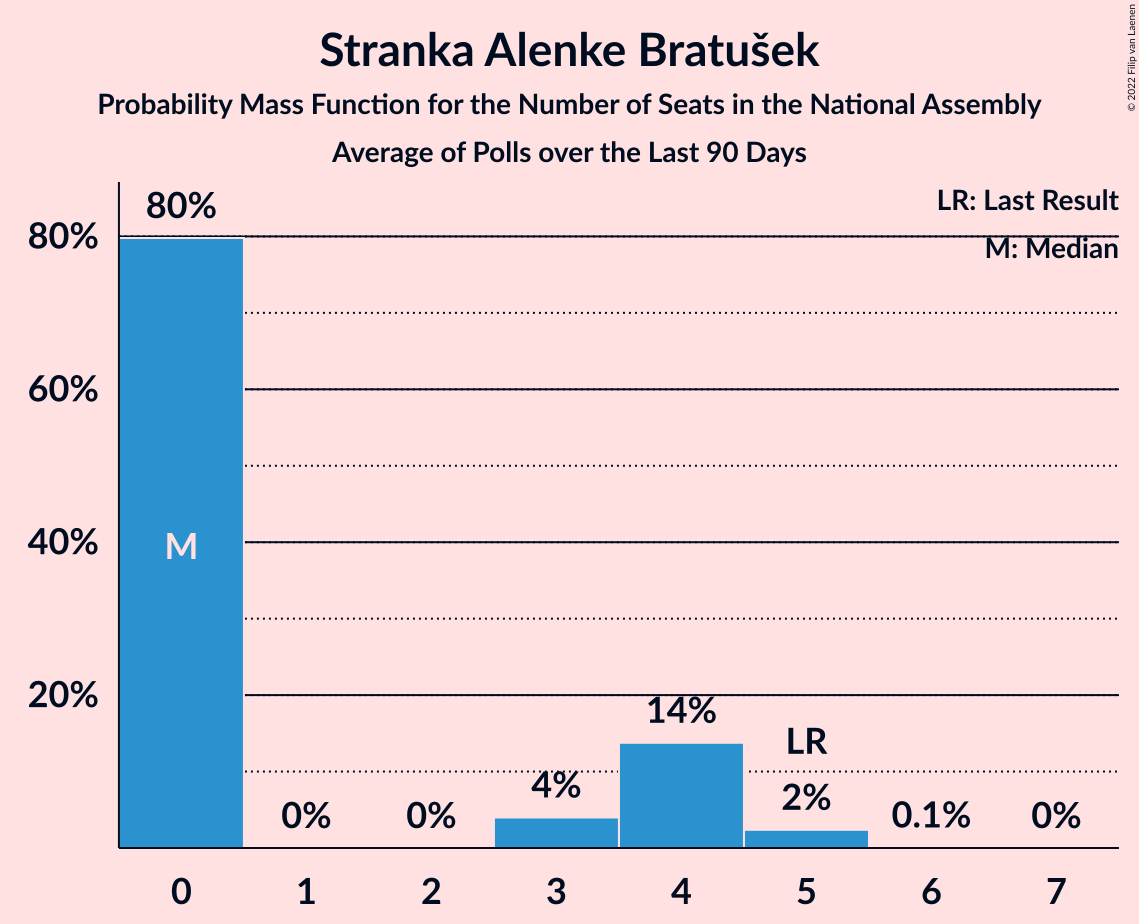 Stranka Alenke Bratušek
Probability Mass Function for the Number of Seats in the National Assembly
Average of Polls over the Last 90 Days
© 2022 Filip van Laenen
LR: Last Result
M: Median
80%
60%
40%
20%
80%
M
0%
0%
4%
14%
LR
2%
0.1%
0%
0 1 2 3 4 5 6 7